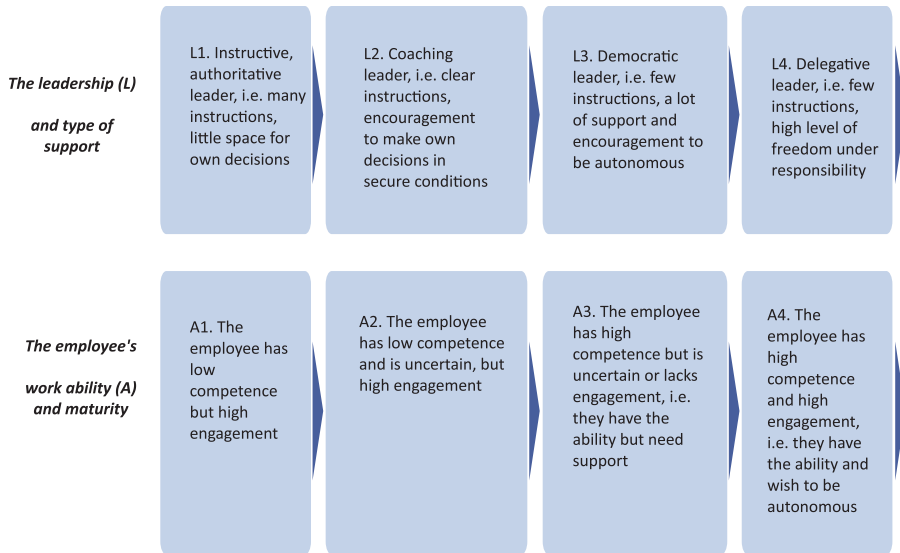 The leadership (L)
and type of
support
L1. Instructive,
authoritative
leader, i.e. many
instructions,
little space for
own decisions
L2. Coaching
leader, i.e. clear
instructions,
encouragement
to make own
decisions in
secure conditions
L3. Democratic
leader, i.e. few
instructions, a lot
of support and
encouragement to
be autonomous
L4. Delegative
leader, i.e. few
instructions,
high level of
freedom under
responsibility
The employee's
work ability (A)
and maturity
A1. The
employee has
low
competence
but high
engagement
A2. The employee
has low competence
and is uncertain, but
high engagement
A3. The employee
has high
competence but is
uncertain or lacks
engagement, i.e.
they have the
ability but need
support
A4. The
employee has
high
competence
and high
engagement,
i.e. they have
the ability and
wish to be
autonomous